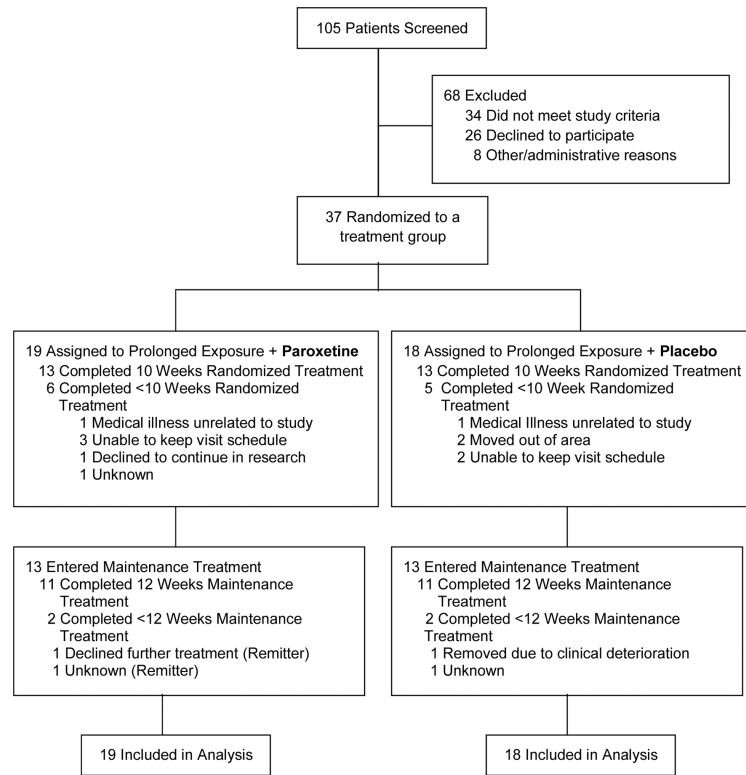 105 Patients Screened
68 Excluded
34 Did not meet study criteria
26 Declined to participate
8 Other/administrative reasons
37 Randomized to a
treatment group
19 Assigned to Prolonged Exposure + Paroxetine
13 Completed 10 Weeks Randomized Treatment
6 Completed <10 Weeks Randomized
Treatment
1 Medical illness unrelated to study
3 Unable to keep visit schedule
1 Declined to continue in research
1 Unknown
18 Assigned to Prolonged Exposure + Placebo
13 Completed 10 Weeks Randomized Treatment
5 Completed <10 Week Randomized
Treatment
1 Medical Illness unrelated to study
2 Moved out of area
2 Unable to keep visit schedule
13 Entered Maintenance Treatment
11 Completed 12 Weeks Maintenance
Treatment
2 Completed <12 Weeks Maintenance
Treatment
1 Declined further treatment (Remitter)
1 Unknown (Remitter)
13 Entered Maintenance Treatment
11 Completed 12 Weeks Maintenance
Treatment
2 Completed <12 Weeks Maintenance
Treatment
1 Removed due to clinical deterioration
1 Unknown
19 Included in Analysis
18 Included in Analysis